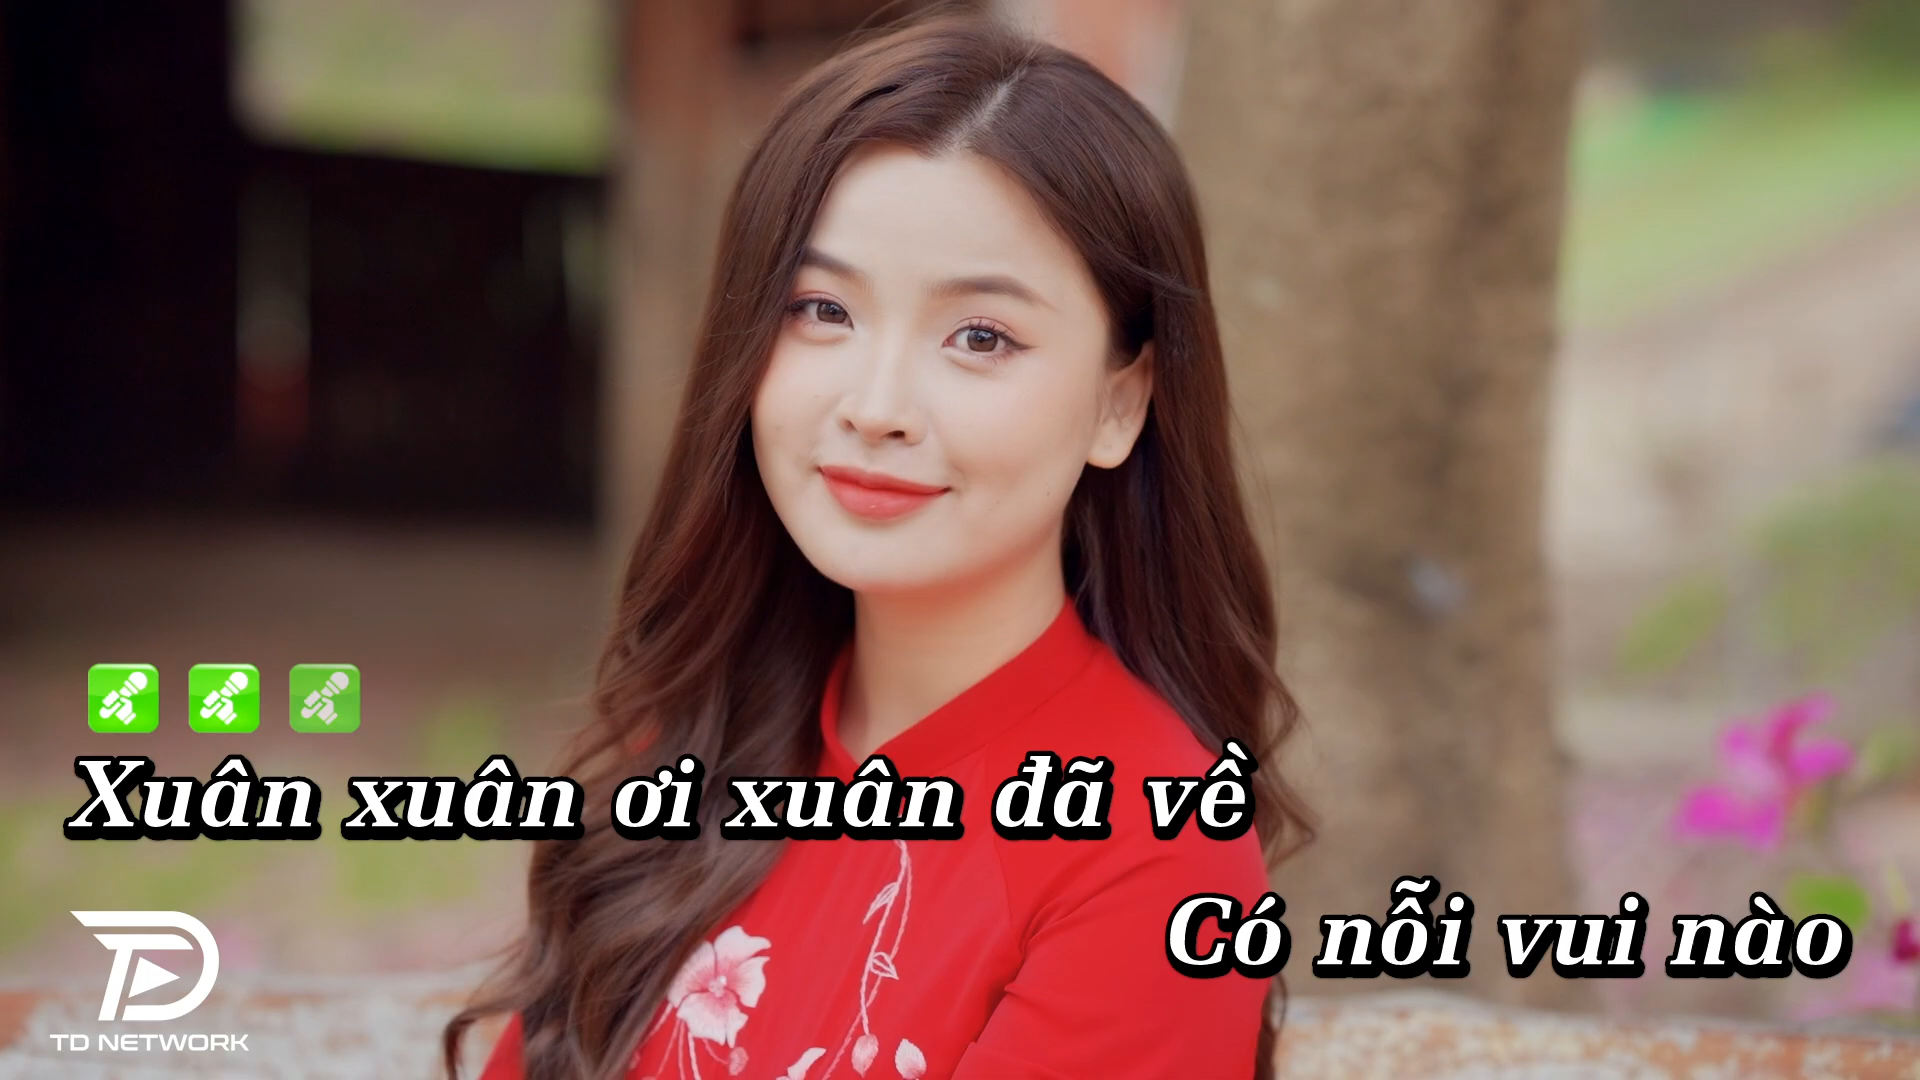 Xuân xuân ơi xuân đã về
Có nỗi vui nào
TD NETWORK